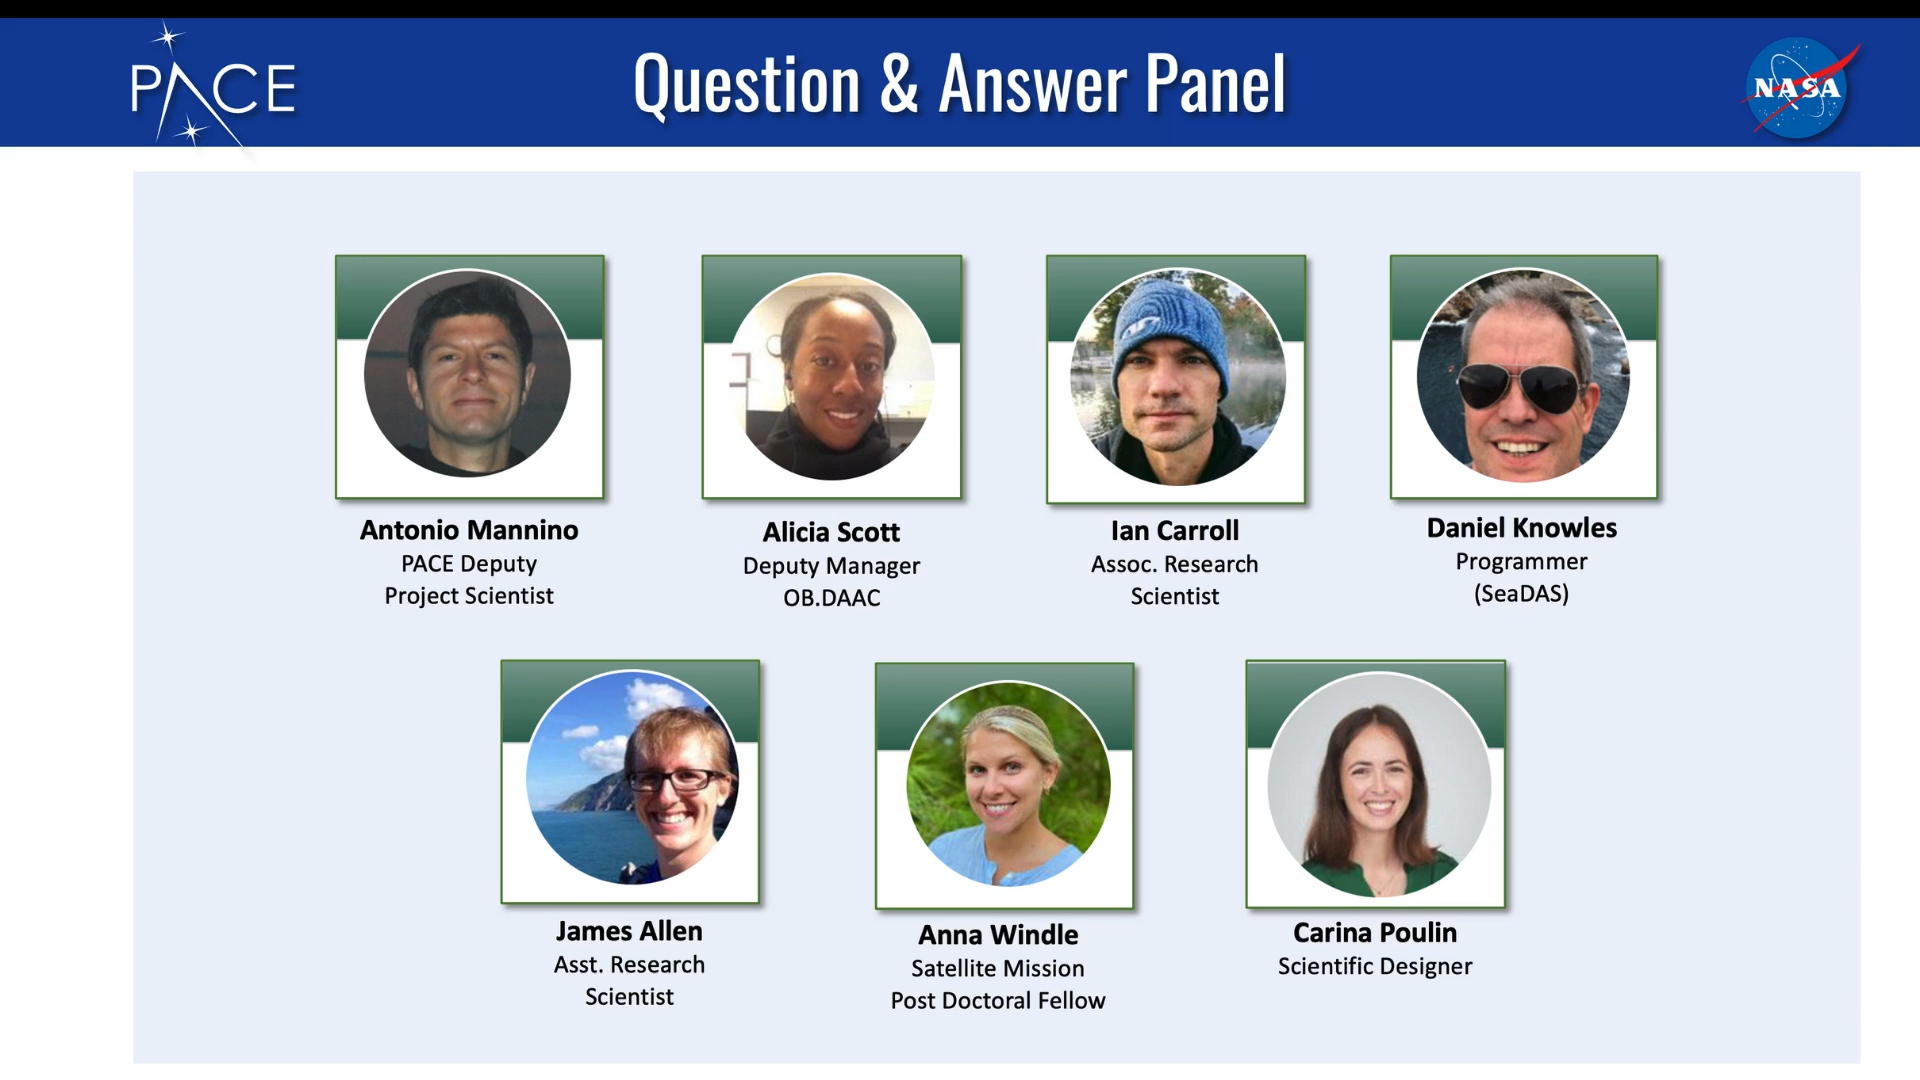 PACE
Question & Answer Panel
NASA
Antonio Mannino
PACE Deputy
Project Scientist
Alicia Scott
Deputy Manager
OB.DAAC
Ian Carroll
Assoc. Research
Scientist
Daniel Knowles
Programmer
(SeaDAS)
James Allen
Asst. Research
Scientist
Anna Windle
Satellite Mission
Post Doctoral Fellow
Carina Poulin
Scientific Designer